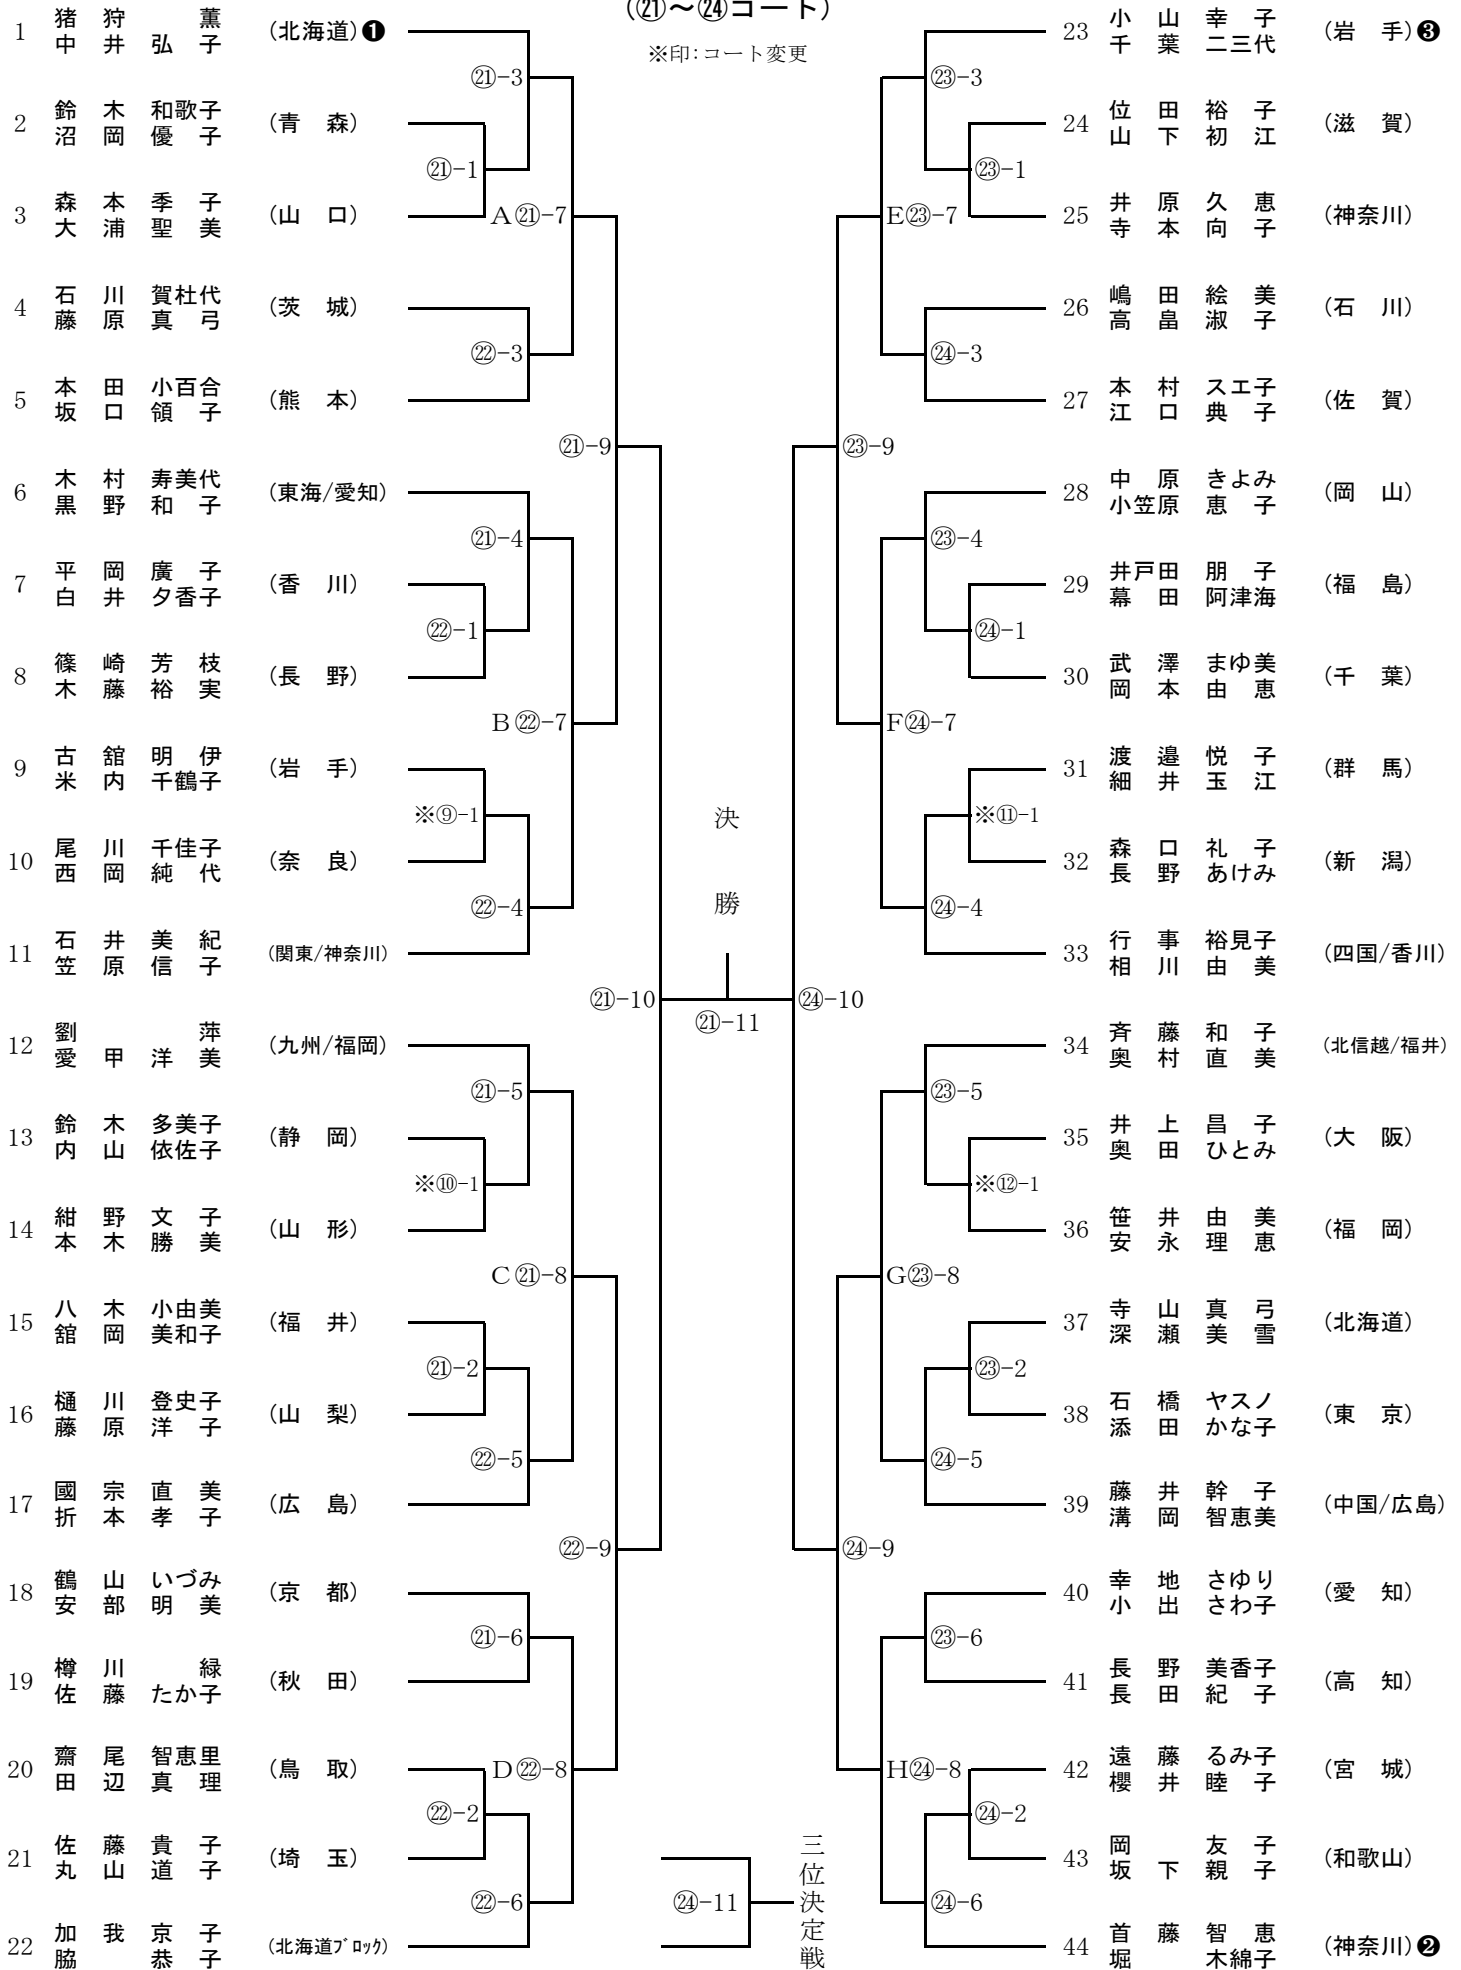 (㉑～㉔コート)
※印：コート変更
1 猪狩 薫 (北海道)❶
中井 弘子
㉑-3
2 鈴木 和歌子 (青森)
沼岡 優子
㉑-1
3 森本 季子 (山口)
大浦 聖美
A㉑-7
4 石川 賀杜代 (茨城)
藤原 真弓
㉒-3
5 本田 小百合 (熊本)
坂口 領子
㉑-9
6 木村 寿美代 (東海/愛知)
黒野 和子
㉑-4
7 平岡 廣子 (香川)
白井 夕香子
㉒-1
8 篠崎 芳枝 (長野)
木藤 裕実
B㉒-7
9 古舘 明伊 (岩手)
米内 千鶴子
※⑨-1
10 尾川 千佳子 (奈良)
西岡 純代
㉒-4
11 石井 美紀 (関東/神奈川)
笠原 信子
㉑-10
12 劉 萍 (九州/福岡)
愛甲 洋美
㉑-5
13 鈴木 多美子 (静岡)
内山 依佐子
※⑩-1
14 紺野 文子 (山形)
本木 勝美
C㉑-8
15 八木 小由美 (福井)
舘岡 美和子
㉑-2
16 樋川 登史子 (山梨)
藤原 洋子
㉒-5
17 國宗 直美 (広島)
折本 孝子
㉒-9
18 鶴山 いづみ (京都)
安部 明美
㉑-6
19 樽川 緑 (秋田)
佐藤 たか子
20 齋尾 智恵里 (鳥取)
田辺 真理
D㉒-8
㉒-2
21 佐藤 貴子 (埼玉)
丸山 道子
㉒-6
22 加我 京子 (北海道ブロック)
脇 恭子
決勝
㉑-11
三位決定戦
㉔-11
23 小山 幸子 (岩手)❸
千葉 二三代
㉓-3
24 位田 裕子 (滋賀)
山下 初江
㉓-1
25 井原 久恵 (神奈川)
寺本 向子
E㉓-7
26 嶋田 絵美 (石川)
高畠 淑子
㉔-3
27 本村 スエ子 (佐賀)
江口 典子
㉓-9
28 中原 きよみ (岡山)
小笠原 恵子
㉓-4
29 井戸田 朋子 (福島)
幕田 阿津海
㉔-1
30 武澤 まゆ美 (千葉)
岡本 由恵
F㉔-7
31 渡邉 悦子 (群馬)
細井 玉江
※⑪-1
32 森口 礼子 (新潟)
長野 あけみ
㉔-4
33 行事 裕見子 (四国/香川)
相川 由美
㉔-10
34 斉藤 和子 (北信越/福井)
奥村 直美
㉓-5
35 井上 昌子 (大阪)
奥田 ひとみ
※⑫-1
36 笹井 由美 (福岡)
安永 理恵
G㉓-8
37 寺山 真弓 (北海道)
深瀬 美雪
㉓-2
38 石橋 ヤスノ (東京)
添田 かな子
㉔-5
39 藤井 幹子 (中国/広島)
溝岡 智恵美
㉔-9
40 幸地 さゆり (愛知)
小出 さわ子
㉓-6
41 長野 美香子 (高知)
長田 紀子
42 遠藤 るみ子 (宮城)
櫻井 睦子
H㉔-8
㉔-2
43 岡 友子 (和歌山)
坂下 親子
㉔-6
44 首藤 智恵 (神奈川)❷
堀 木綿子